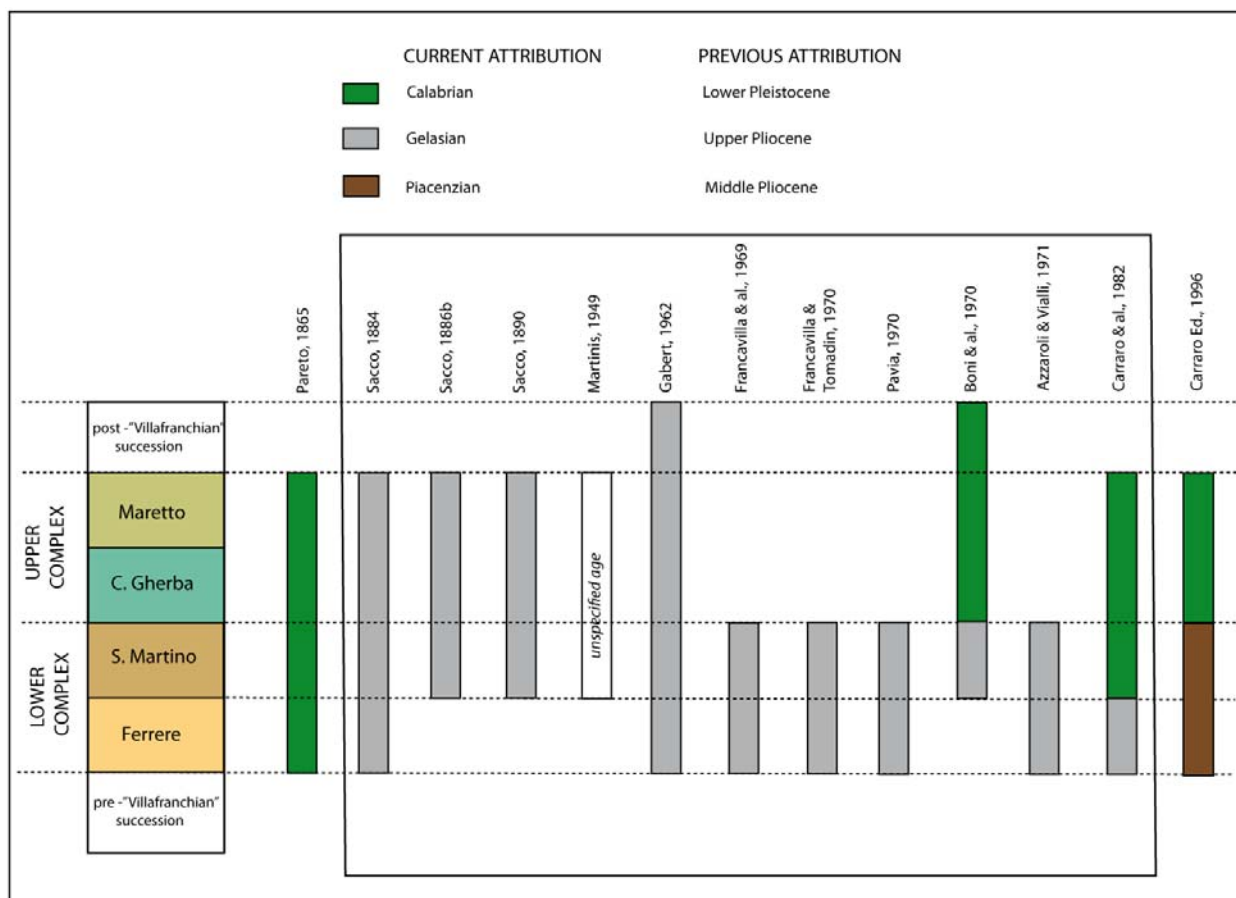 CURRENT ATTRIBUTION
PREVIOUS ATTRIBUTION
Calabrian
Lower Pleistocene
Gelasian
Upper Pliocene
Piacenzian
Middle Pliocene
Pareto, 1865
Sacco, 1884
Sacco, 1886b
Sacco, 1890
Martinis, 1949
Gabert, 1962
Francavilla & al., 1969
Francavilla &
Tomadin, 1970
Pavia, 1970
Boni & al., 1970
Azzaroli & Vialli, 1971
Carraro & al., 1982
Carraro Ed., 1996
post -"Villafranchian"
succession
UPPER
COMPLEX
Maretto
C. Gherba
unspecified age
LOWER
COMPLEX
S. Martino
Ferrere
pre -"Villafranchian"
succession